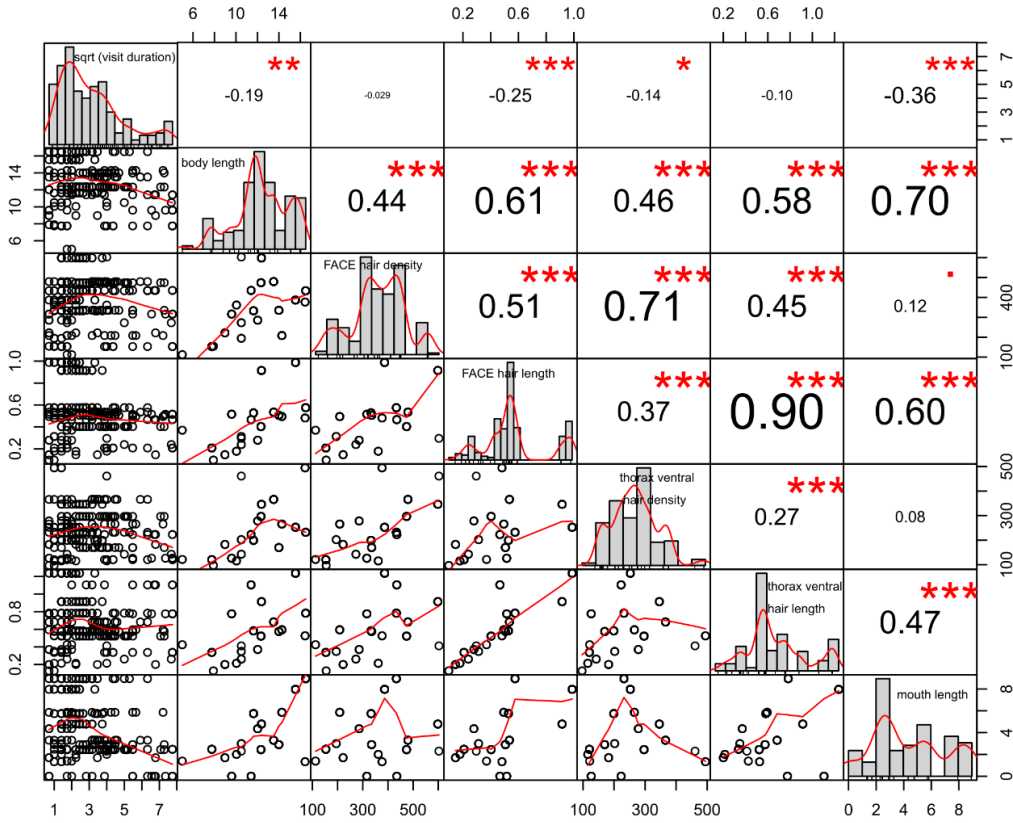 6 10 14
0.2 0.6 1.0
0.2 0.6 1.0
sqrt (visit duration)
**
-0.19
-0.029
***
-0.25
*
-0.14
-0.10
***
-0.36
1 3 5 7
6 10 14
body length
***
0.44
***
0.61
***
0.46
***
0.58
***
0.70
FACE hair density
***
0.51
***
0.71
***
0.45
.
0.12
100 400
0.2 0.6 1.0
FACE hair length
***
0.37
***
0.90
***
0.60
thorax ventral
hair density
***
0.27
0.08
100 300 500
0.2 0.8
thorax ventral
hair length
***
0.47
mouth length
0 4 8
1 3 5 7
100 300 500
100 300 500
0 2 4 6 8